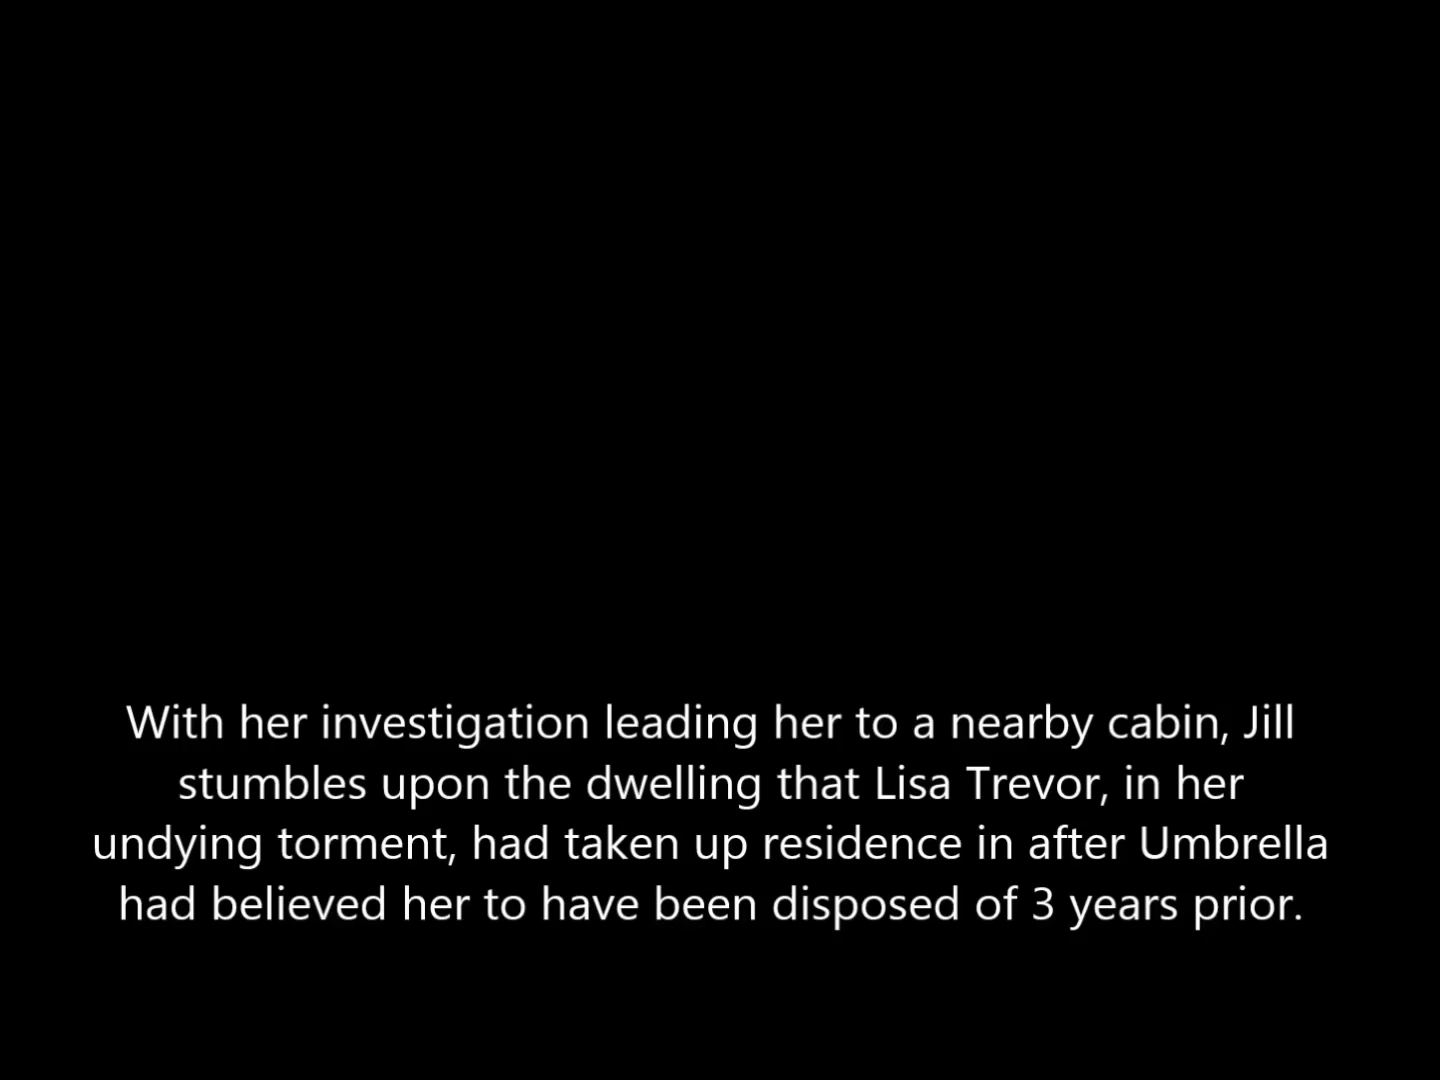 With her investigation leading her to a nearby cabin, Jill
stumbles upon the dwelling that Lisa Trevor, in her
undying torment, had taken up residence in after Umbrella
had believed her to have been disposed of 3 years prior.